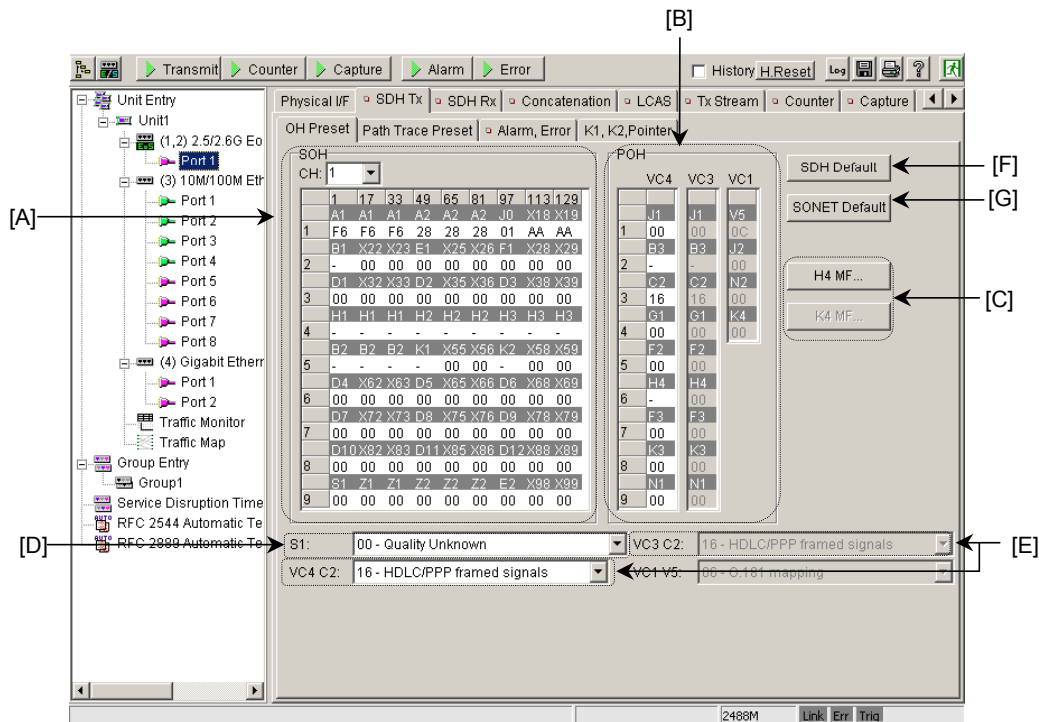 [B]
Transmit Counter Capture Alarm Error History H.Reset Log
Unit Entry
Unit1
(1,2) 2.5/2.6G Eo
EoS
Port 1
(3) 10M/100M Eth
Port 1
Port 2
Port 3
Port 4
Port 5
Port 6
Port 7
Port 8
(4) Gigabit Etherr
Port 1
Port 2
Traffic Monitor
Traffic Map
Group Entry
Group1
Service Disruption Time
AUTO RFC 2544 Automatic Te
AUTO RFC 2889 Automatic Te
Physical I/F SDH Tx SDH Rx Concatenation LCAS Tx Stream Counter Capture
OH Preset Path Trace Preset Alarm, Error K1, K2,Pointer
[A]
SOH
CH: 1
1 17 33 49 65 81 97 113 129
A1 A1 A1 A2 A2 A2 J0 X18 X19
1 F6 F6 F6 28 28 28 01 AA AA
B1 X22 X23 E1 X25 X26 F1 X28 X29
2 - 00 00 00 00 00 00 00 00
D1 X32 X33 D2 X35 X36 D3 X38 X39
3 00 00 00 00 00 00 00 00 00
H1 H1 H1 H2 H2 H2 H3 H3 H3
4 - - - - - - - - -
B2 B2 B2 K1 X55 X56 K2 X58 X59
5 - - - - 00 00 - 00 00
D4 X62 X63 D5 X65 X66 D6 X68 X69
6 00 00 00 00 00 00 00 00 00
D7 X72 X73 D8 X75 X76 D9 X78 X79
7 00 00 00 00 00 00 00 00 00
D10 X82 X83 D11 X85 X86 D12 X88 X89
8 00 00 00 00 00 00 00 00 00
S1 Z1 Z1 Z2 Z2 Z2 E2 X98 X99
9 00 00 00 00 00 00 00 00 00
POH
VC4 VC3 VC1
J1 J1 V5
1 00 00 0C
B3 B3 J2
2 - - 00
C2 C2 N2
3 16 16 00
G1 G1 K4
4 00 00 00
F2 F2
5 00 00
H4 H4
6 - 00
F3 F3
7 00 00
K3 K3
8 00 00
N1 N1
9 00 00
SDH Default [F]
SONET Default [G]
H4 MF...
[C]
K4 MF...
[D]
S1: 00 - Quality Unknown
VC3 C2: 16 - HDLC/PPP framed signals
[E]
VC4 C2: 16 - HDLC/PPP framed signals
VC1 V5: 06 - O.181 mapping
2488M Link Err Trig